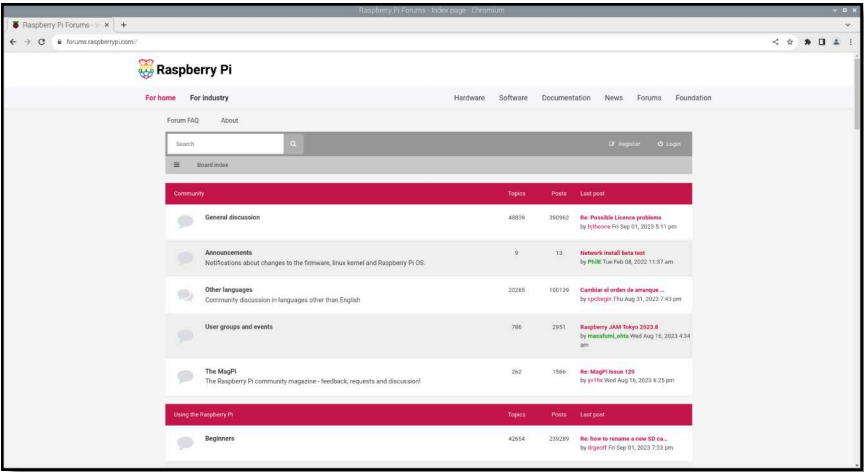 Raspberry Pi Forums - Index page - Chromium
Raspberry Pi Forums -
forums.raspberrypi.com//
Raspberry Pi
For home For industry Hardware Software Documentation News Forums Foundation
Forum FAQ About
Search Register Login
Board index
Community Topics Posts Last post
General discussion 48839 390962 Re: Possible Licence problems
by bjtheone Fri Sep 01, 2023 5:11 pm
Announcements 9 13 Network install beta test
Notifications about changes to the firmware, linux kernel and Raspberry Pi OS. by PhilE Tue Feb 08, 2022 11:37 am
Other languages 20285 100139 Cambiar el orden de arranque ...
Community discussion in languages other than English by cpcbegin Thu Aug 31, 2023 7:43 pm
User groups and events 786 2951 Raspberry JAM Tokyo 2023.8
by masafumi_ohta Wed Aug 16, 2023 4:34
am
The MagPi 262 1566 Re: MagPi Issue 129
The Raspberry Pi community magazine - feedback, requests and discussion! by yv1hx Wed Aug 16, 2023 6:25 pm
Using the Raspberry Pi Topics Posts Last post
Beginners 42654 239289 Re: how to rename a new SD ca...
by drgeoff Fri Sep 01, 2023 7:33 pm